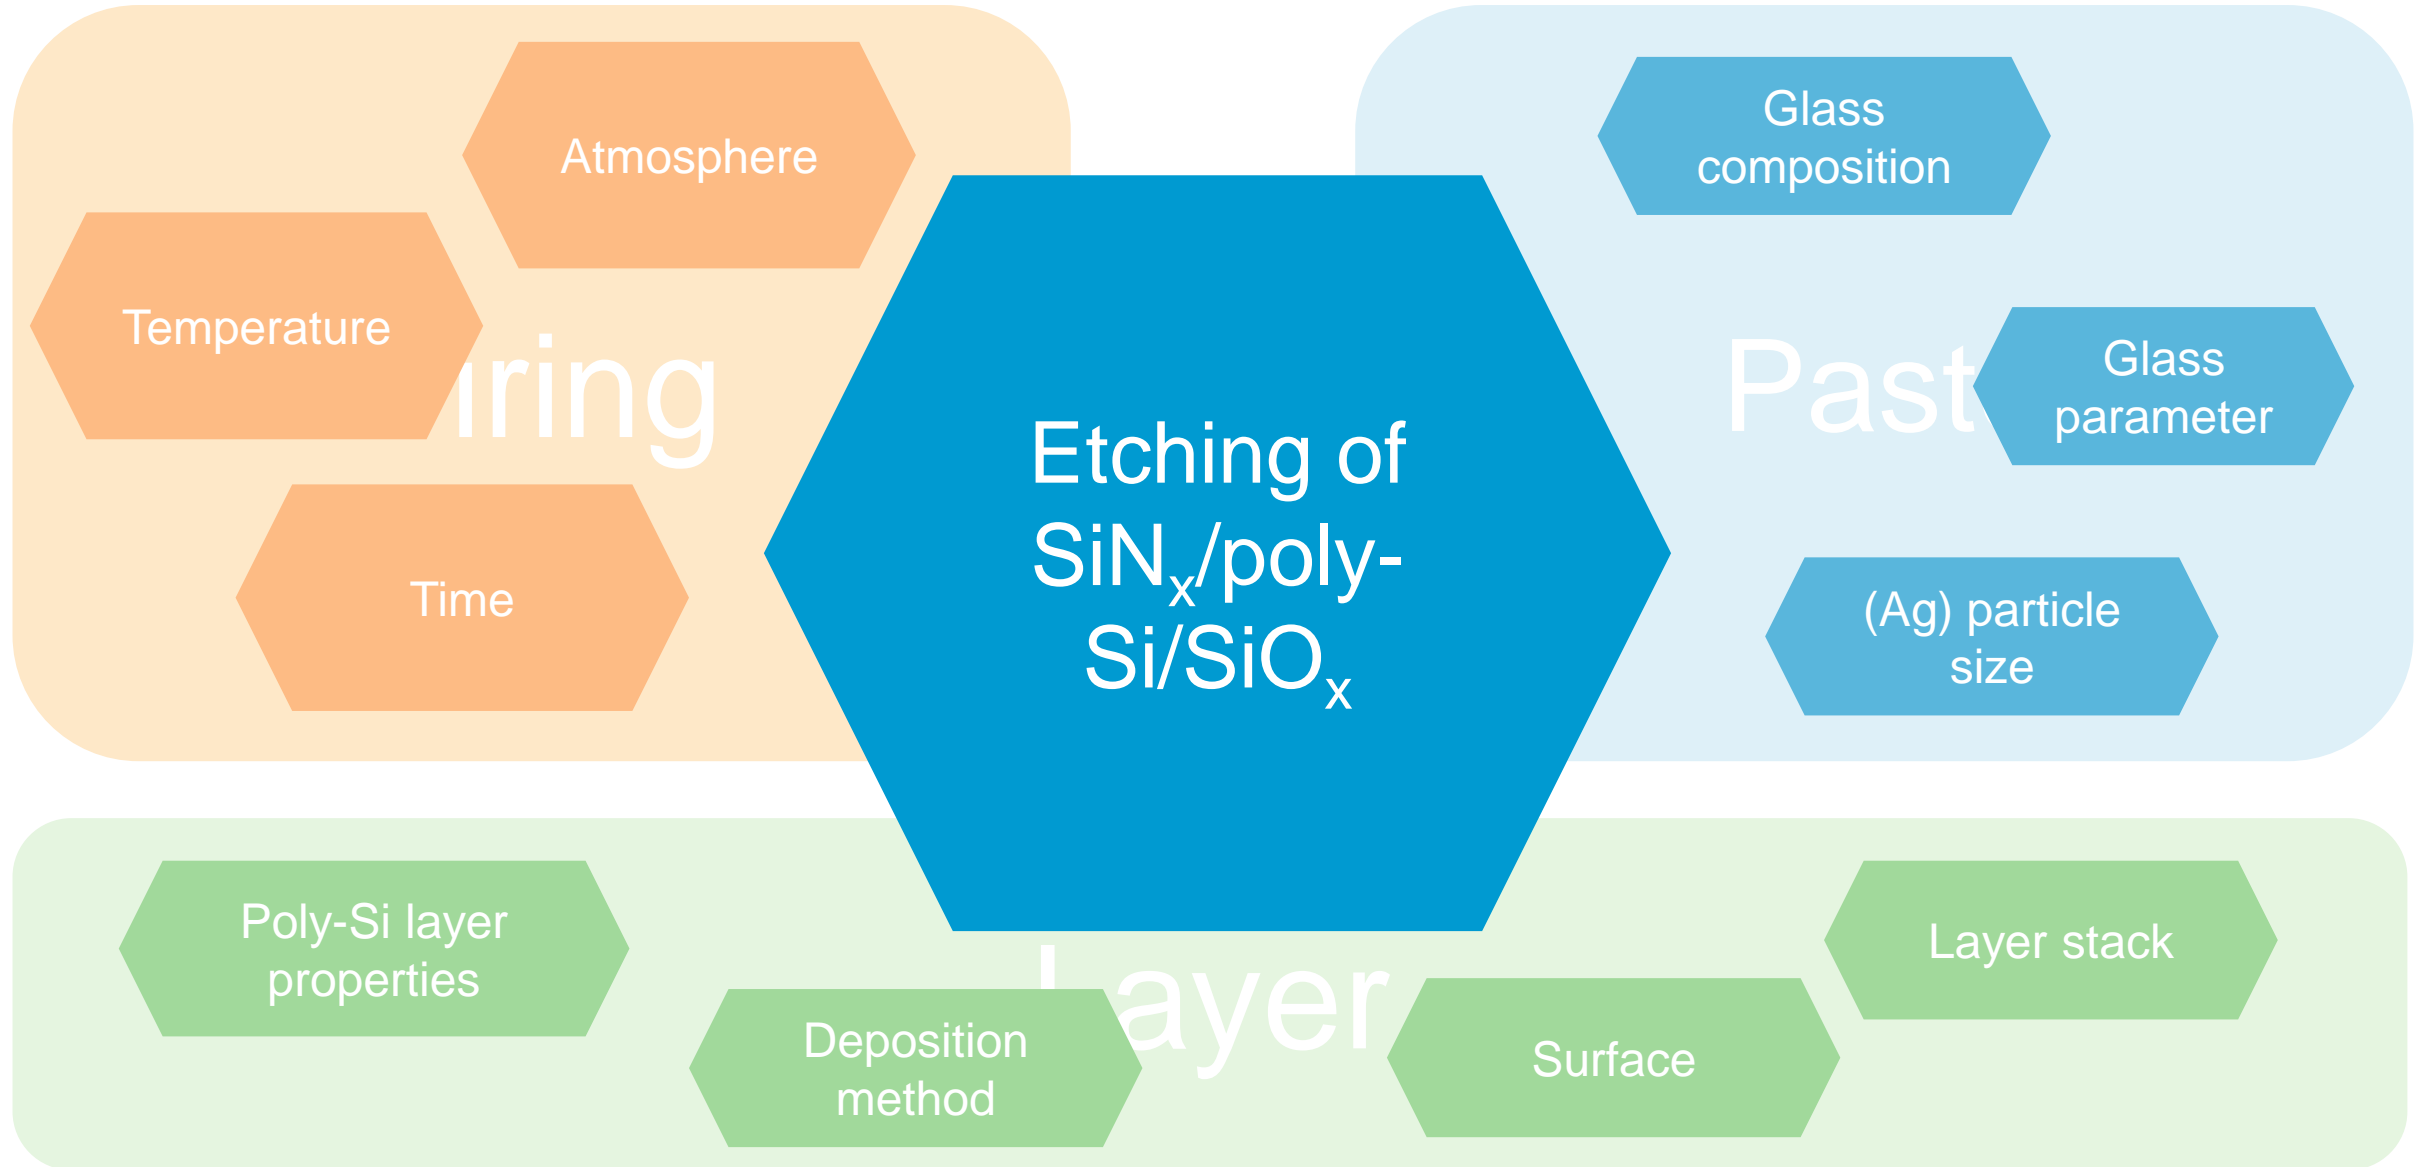 Atmosphere
Temperature
iring
Time
Glass
composition
Past
Glass
parameter
(Ag) particle
size
Etching of
SiNₓ/poly-
Si/SiOₓ
Poly-Si layer
properties
Layer
Deposition
method
Surface
Layer stack